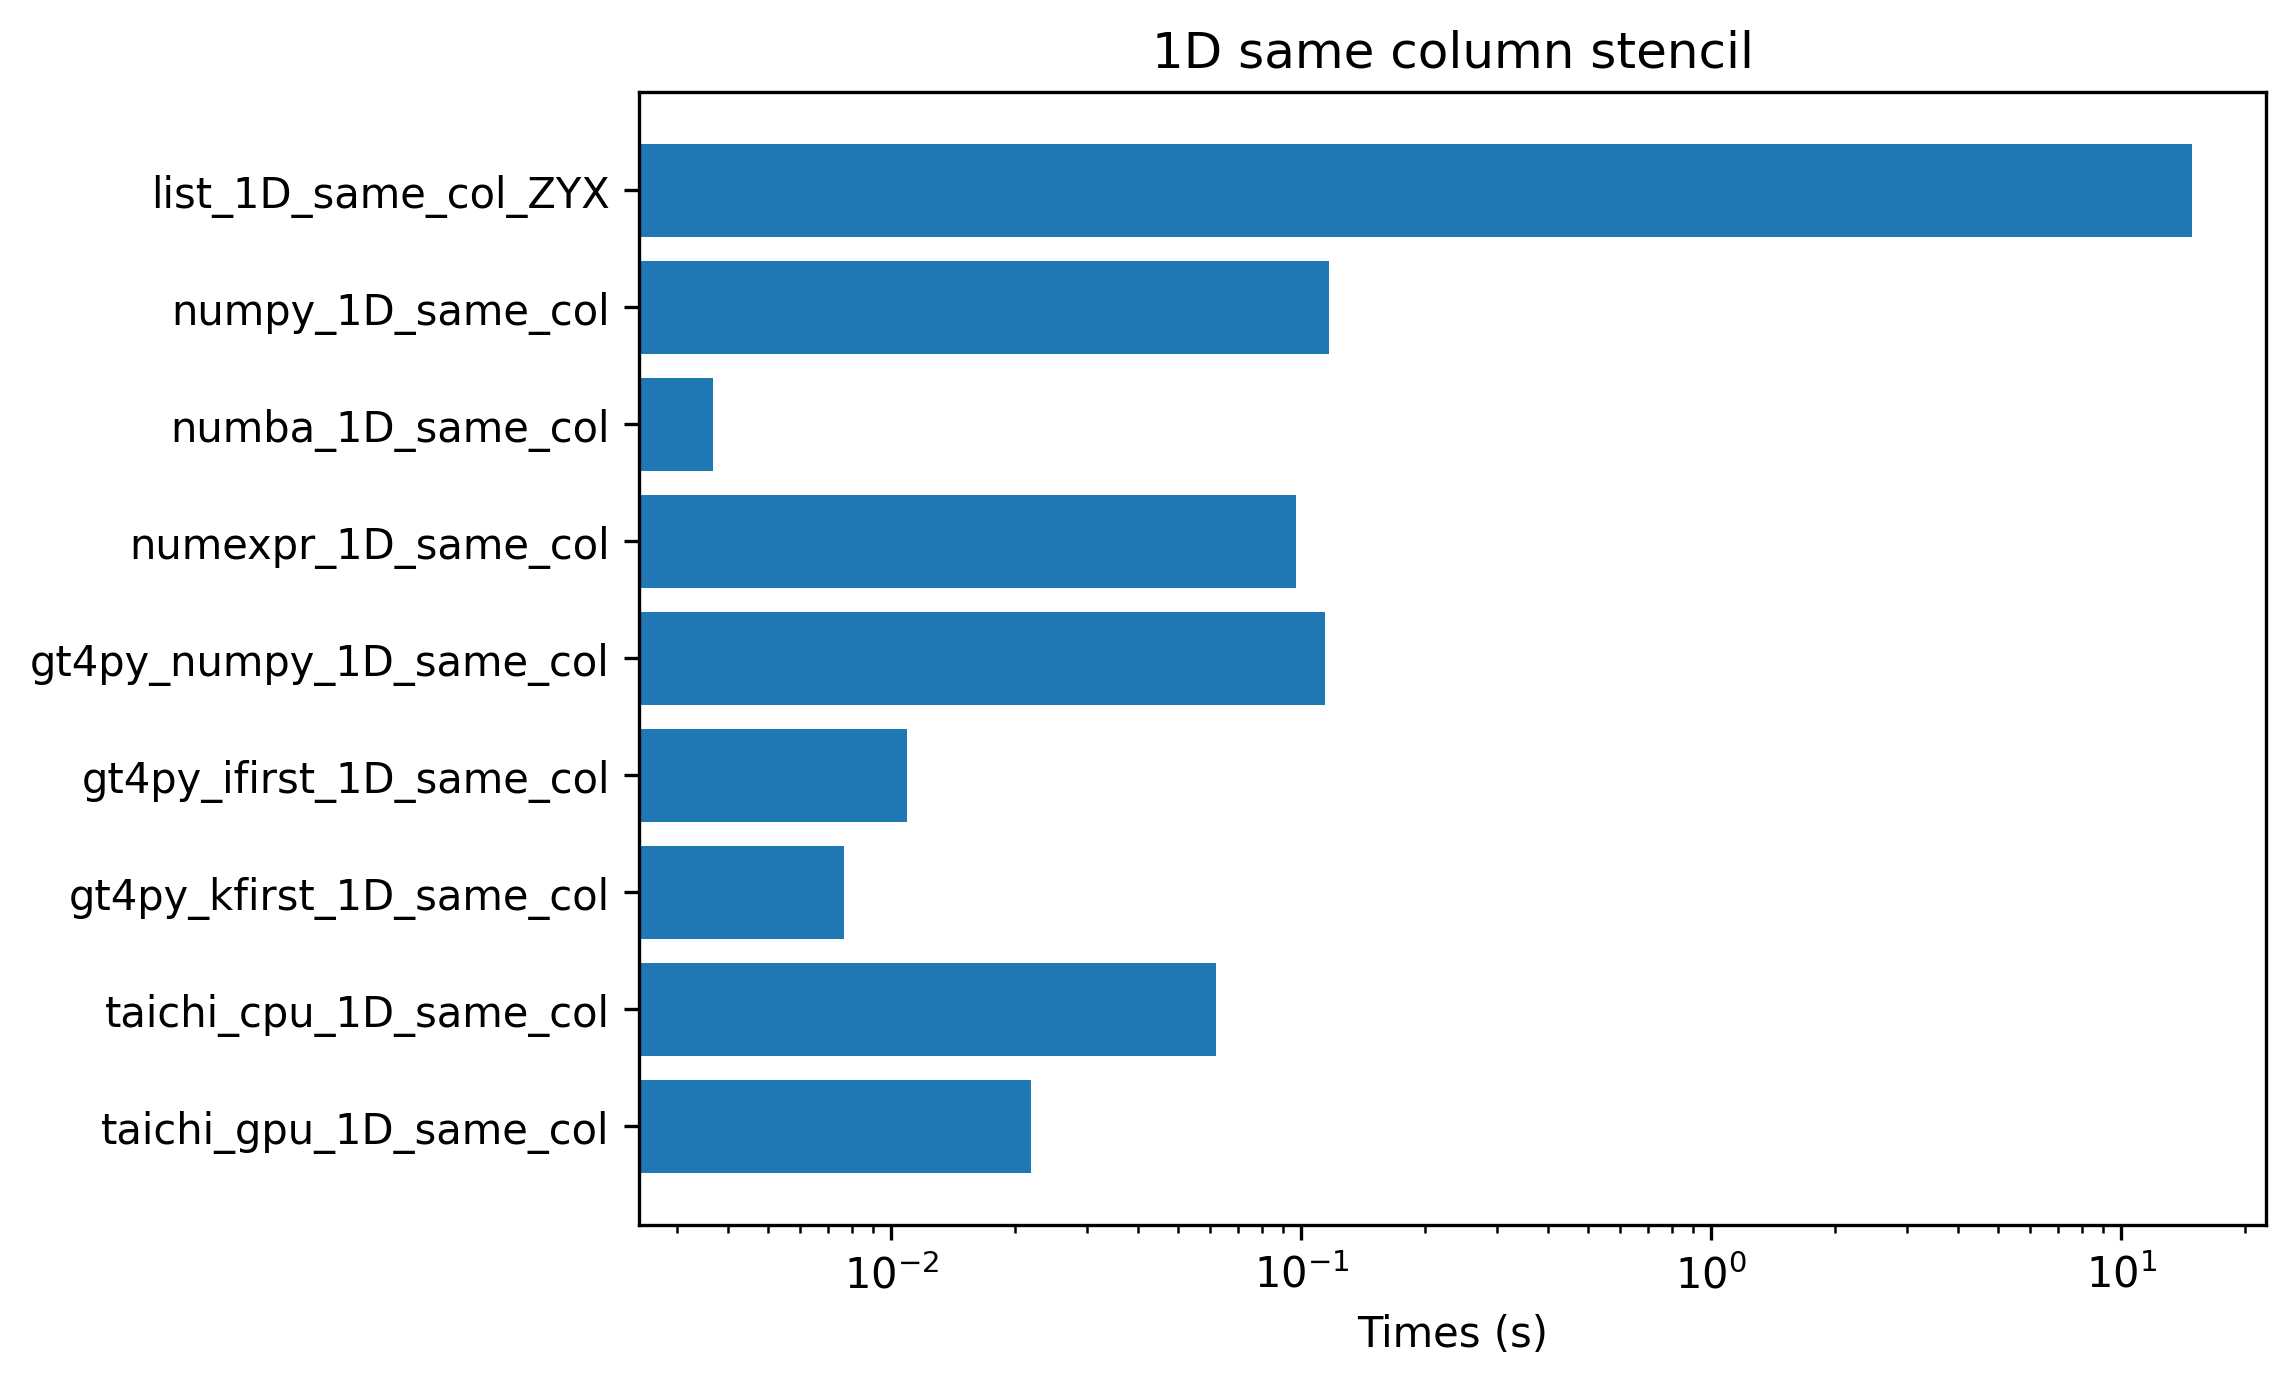 1D same column stencil
list_1D_same_col_ZYX
numpy_1D_same_col
numba_1D_same_col
numexpr_1D_same_col
gt4py_numpy_1D_same_col
gt4py_ifirst_1D_same_col
gt4py_kfirst_1D_same_col
taichi_cpu_1D_same_col
taichi_gpu_1D_same_col
10⁻² 10⁻¹ 10⁰ 10¹
Times (s)